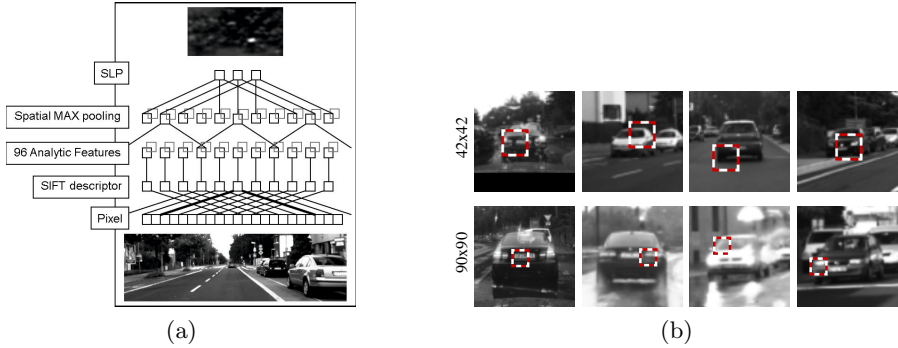 SLP
Spatial MAX pooling
96 Analytic Features
SIFT descriptor
Pixel
(a)
42x42
90x90
(b)